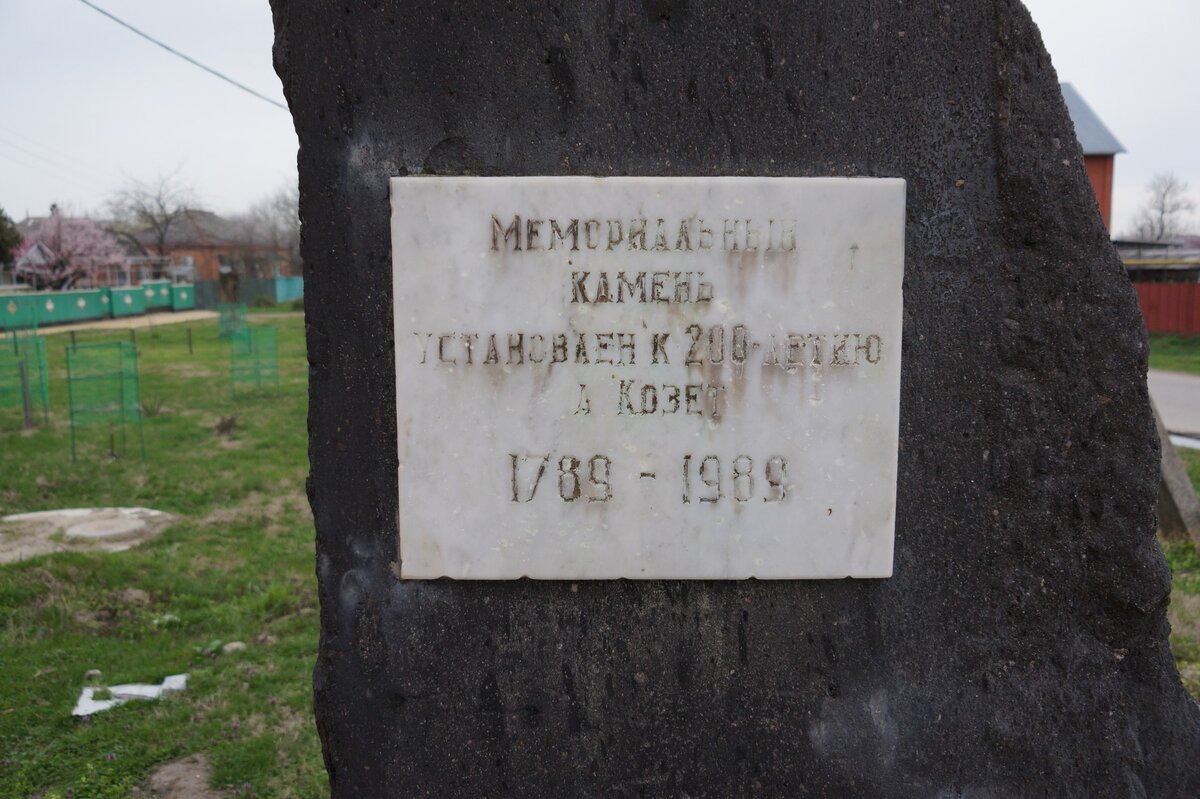 Мемориальный
камень
установлен к 200-летию
а Козет
1789 - 1989